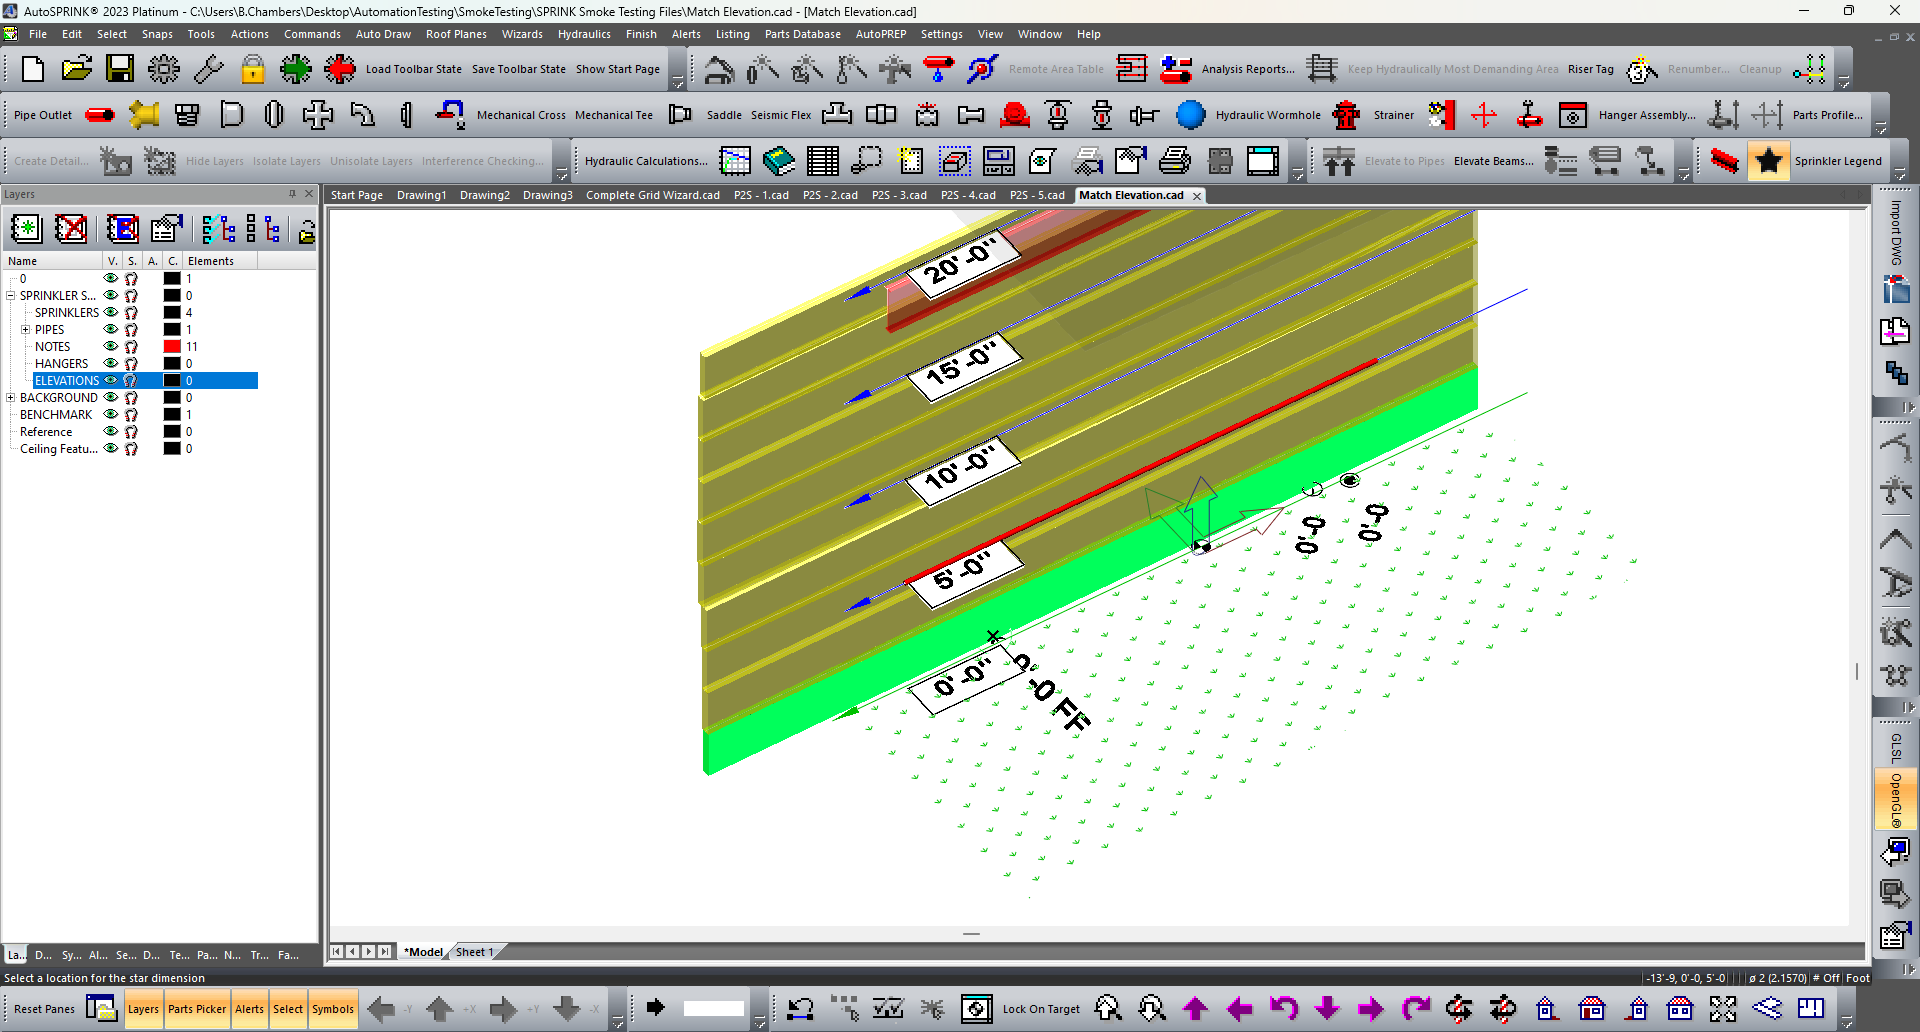 AutoSPRINK® 2023 Platinum - C:\Users\B.Chambers\Desktop\AutomationTesting\SmokeTesting\SPRINK Smoke Testing Files\Match Elevation.cad - [Match Elevation.cad]
File Edit Select Snaps Tools Actions Commands Auto Draw Roof Planes Wizards Hydraulics Finish Alerts Listing Parts Database AutoPREP Settings View Window Help
Load Toolbar State Save Toolbar State Show Start Page Remote Area Table Analysis Reports... Keep Hydraulically Most Demanding Area Riser Tag Renumber... Cleanup
Pipe Outlet Mechanical Cross Mechanical Tee Saddle Seismic Flex Hydraulic Wormhole Strainer Hanger Assembly... Parts Profile...
Create Detail... Hide Layers Isolate Layers Unisolate Layers Interference Checking... Hydraulic Calculations... Elevate to Pipes Elevate Beams... Sprinkler Legend
Layers
Start Page Drawing1 Drawing2 Drawing3 Complete Grid Wizard.cad P2S - 1.cad P2S - 2.cad P2S - 3.cad P2S - 4.cad P2S - 5.cad Match Elevation.cad
Name V. S. A. C. Elements
0 1
SPRINKLER S... 0
SPRINKLERS 4
PIPES 1
NOTES 11
HANGERS 0
ELEVATIONS 0
BACKGROUND 0
BENCHMARK 1
Reference 0
Ceiling Featu... 0
20'-0"
15'-0"
10'-0"
5'-0"
0'-0"
0'-0
0'-0
Import DWG
GLSL
OpenGL®
La... D... Sy... Al... Se... D... Te... Pa... N... Tr... Fa...
*Model Sheet 1
Select a location for the star dimension
-13'-9, 0'-0, 5'-0 ø 2 (2.1570) # Off Foot
Reset Panes Layers Parts Picker Alerts Select Symbols -Y +X +Y -X Lock On Target